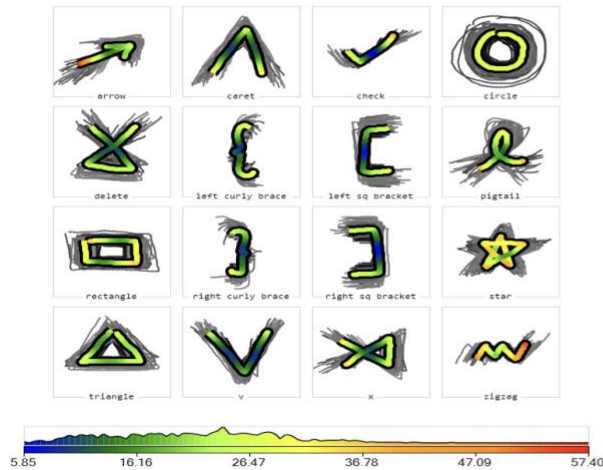 arrow caret check circle
delete left curly brace left sq bracket pigtail
rectangle right curly brace right sq bracket star
triangle v x zigzag
5.85 16.16 26.47 36.78 47.09 57.40